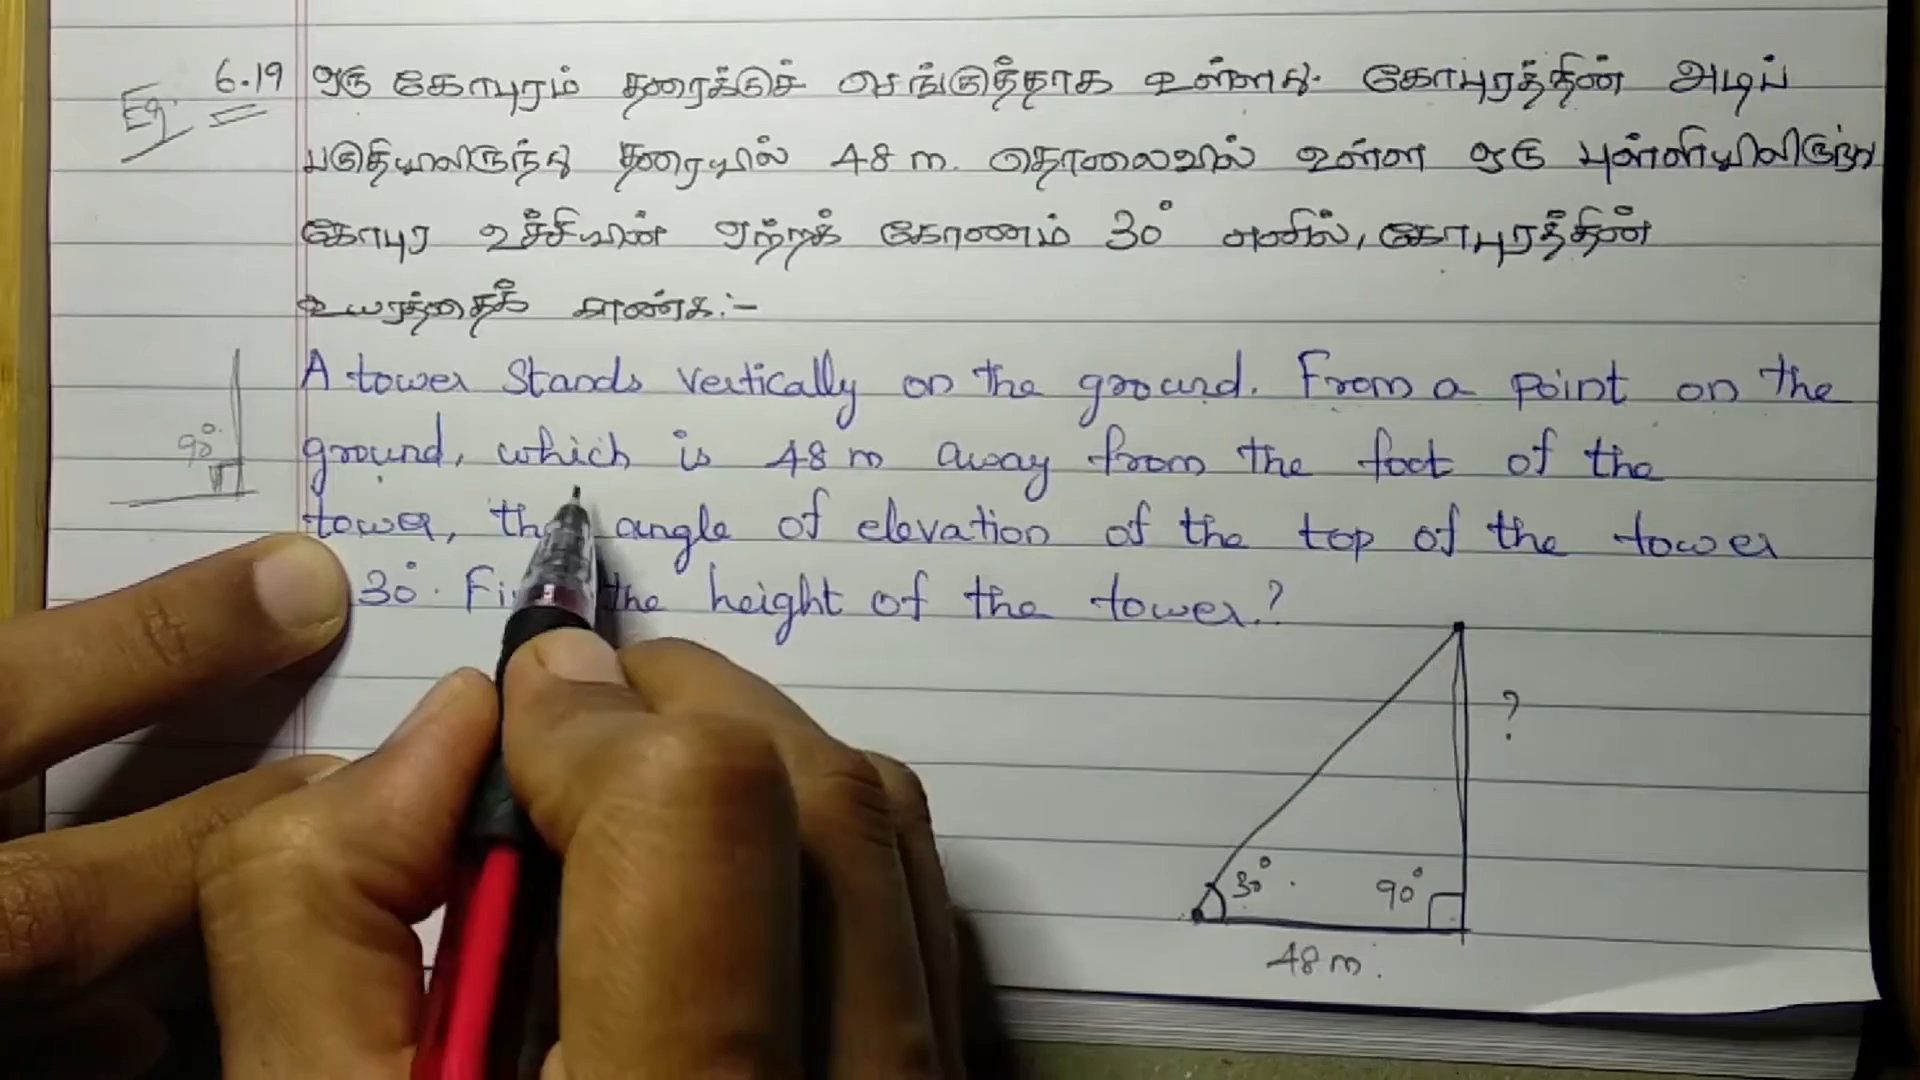 Eg. 6.19 ஒரு கோபுரம் தரைக்குச் செங்குத்தாக உள்ளது. கோபுரத்தின் அடிப்
பகுதியிலிருந்து தரையில் 48 m. தொலைவில் உள்ள ஒரு புள்ளியிலிருந்து
கோபுர உச்சியின் ஏற்றக் கோணம் 30° எனில், கோபுரத்தின்
உயரத்தைக் காண்க:-
A tower Stands vertically on the ground. From a point on the
ground, which is 48 m away from the foot of the
90°
tower, the angle of elevation of the top of the tower
30°. the height of the tower?
?
30°. 90°
48 m.